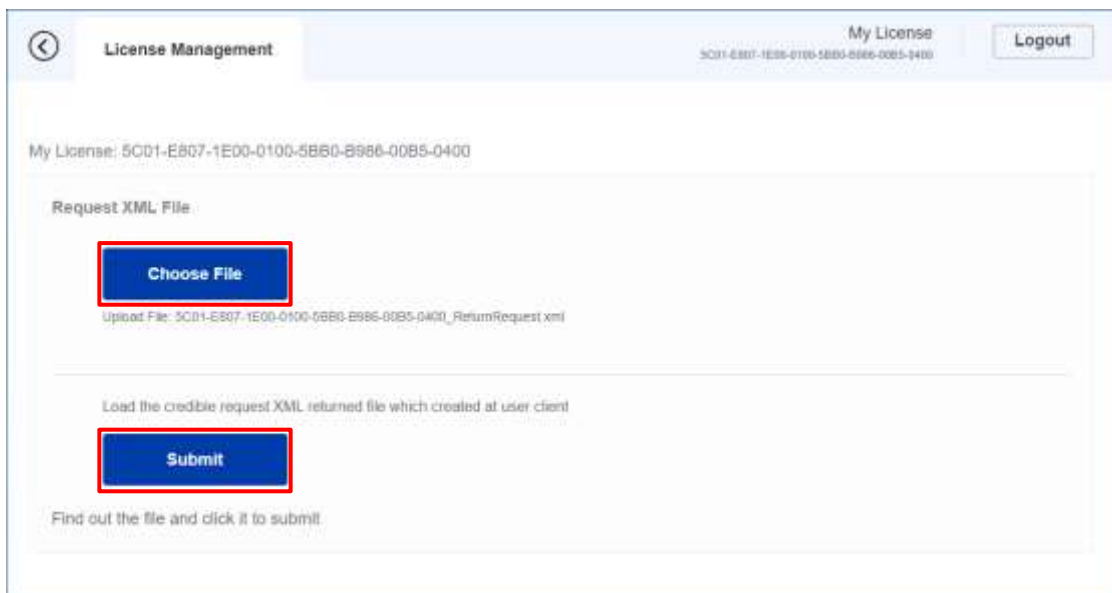 License Management
My License
5C01-E807-1E00-0100-5BB0-B986-00B5-0400
Logout
My License: 5C01-E807-1E00-0100-5BB0-B986-00B5-0400
Request XML File
Choose File
Upload File: 5C01-E807-1E00-0100-5BB0-B986-00B5-0400_ReturnRequest.xml
Load the credible request XML returned file which created at user client
Submit
Find out the file and click it to submit